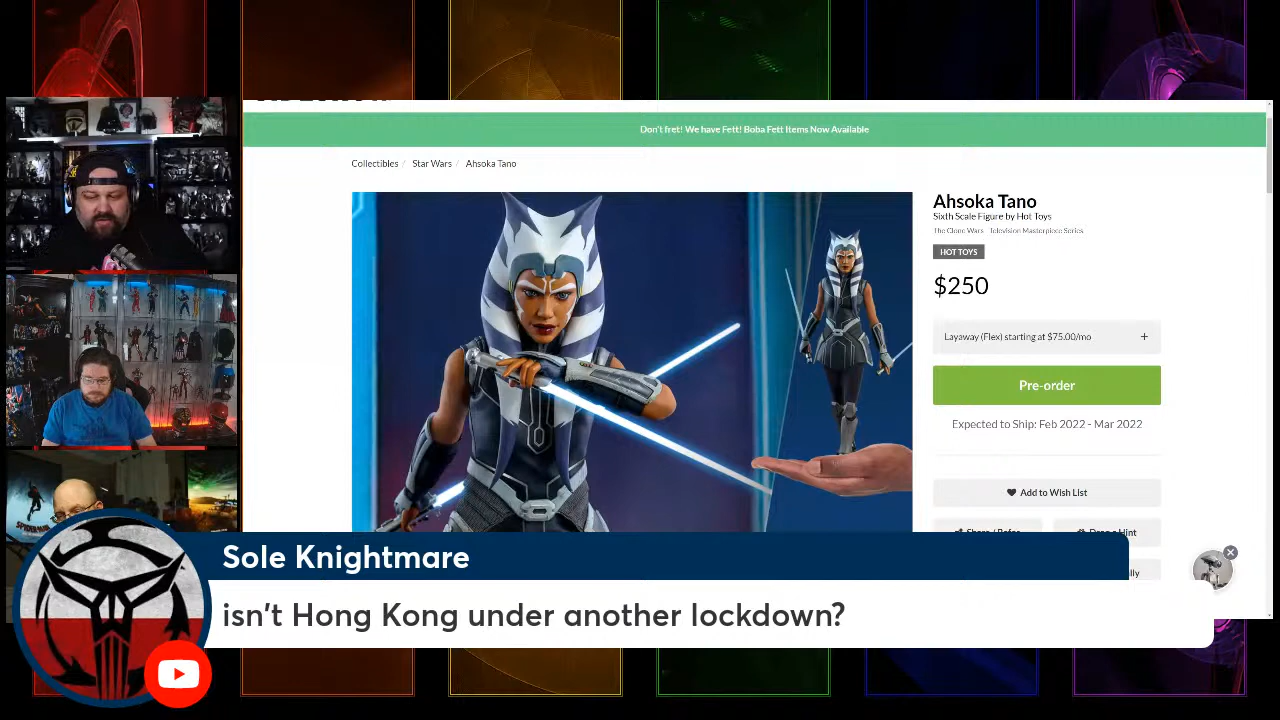 Don't fret! We have Fett! Boba Fett Items Now Available
Collectibles / Star Wars / Ahsoka Tano
Ahsoka Tano
Sixth Scale Figure by Hot Toys
The Clone Wars Television Masterpiece Series
HOT TOYS
$250
Layaway (Flex) starting at $75.00/mo +
Pre-order
Expected to Ship: Feb 2022 - Mar 2022
Add to Wish List
Sole Knightmare
isn't Hong Kong under another lockdown?